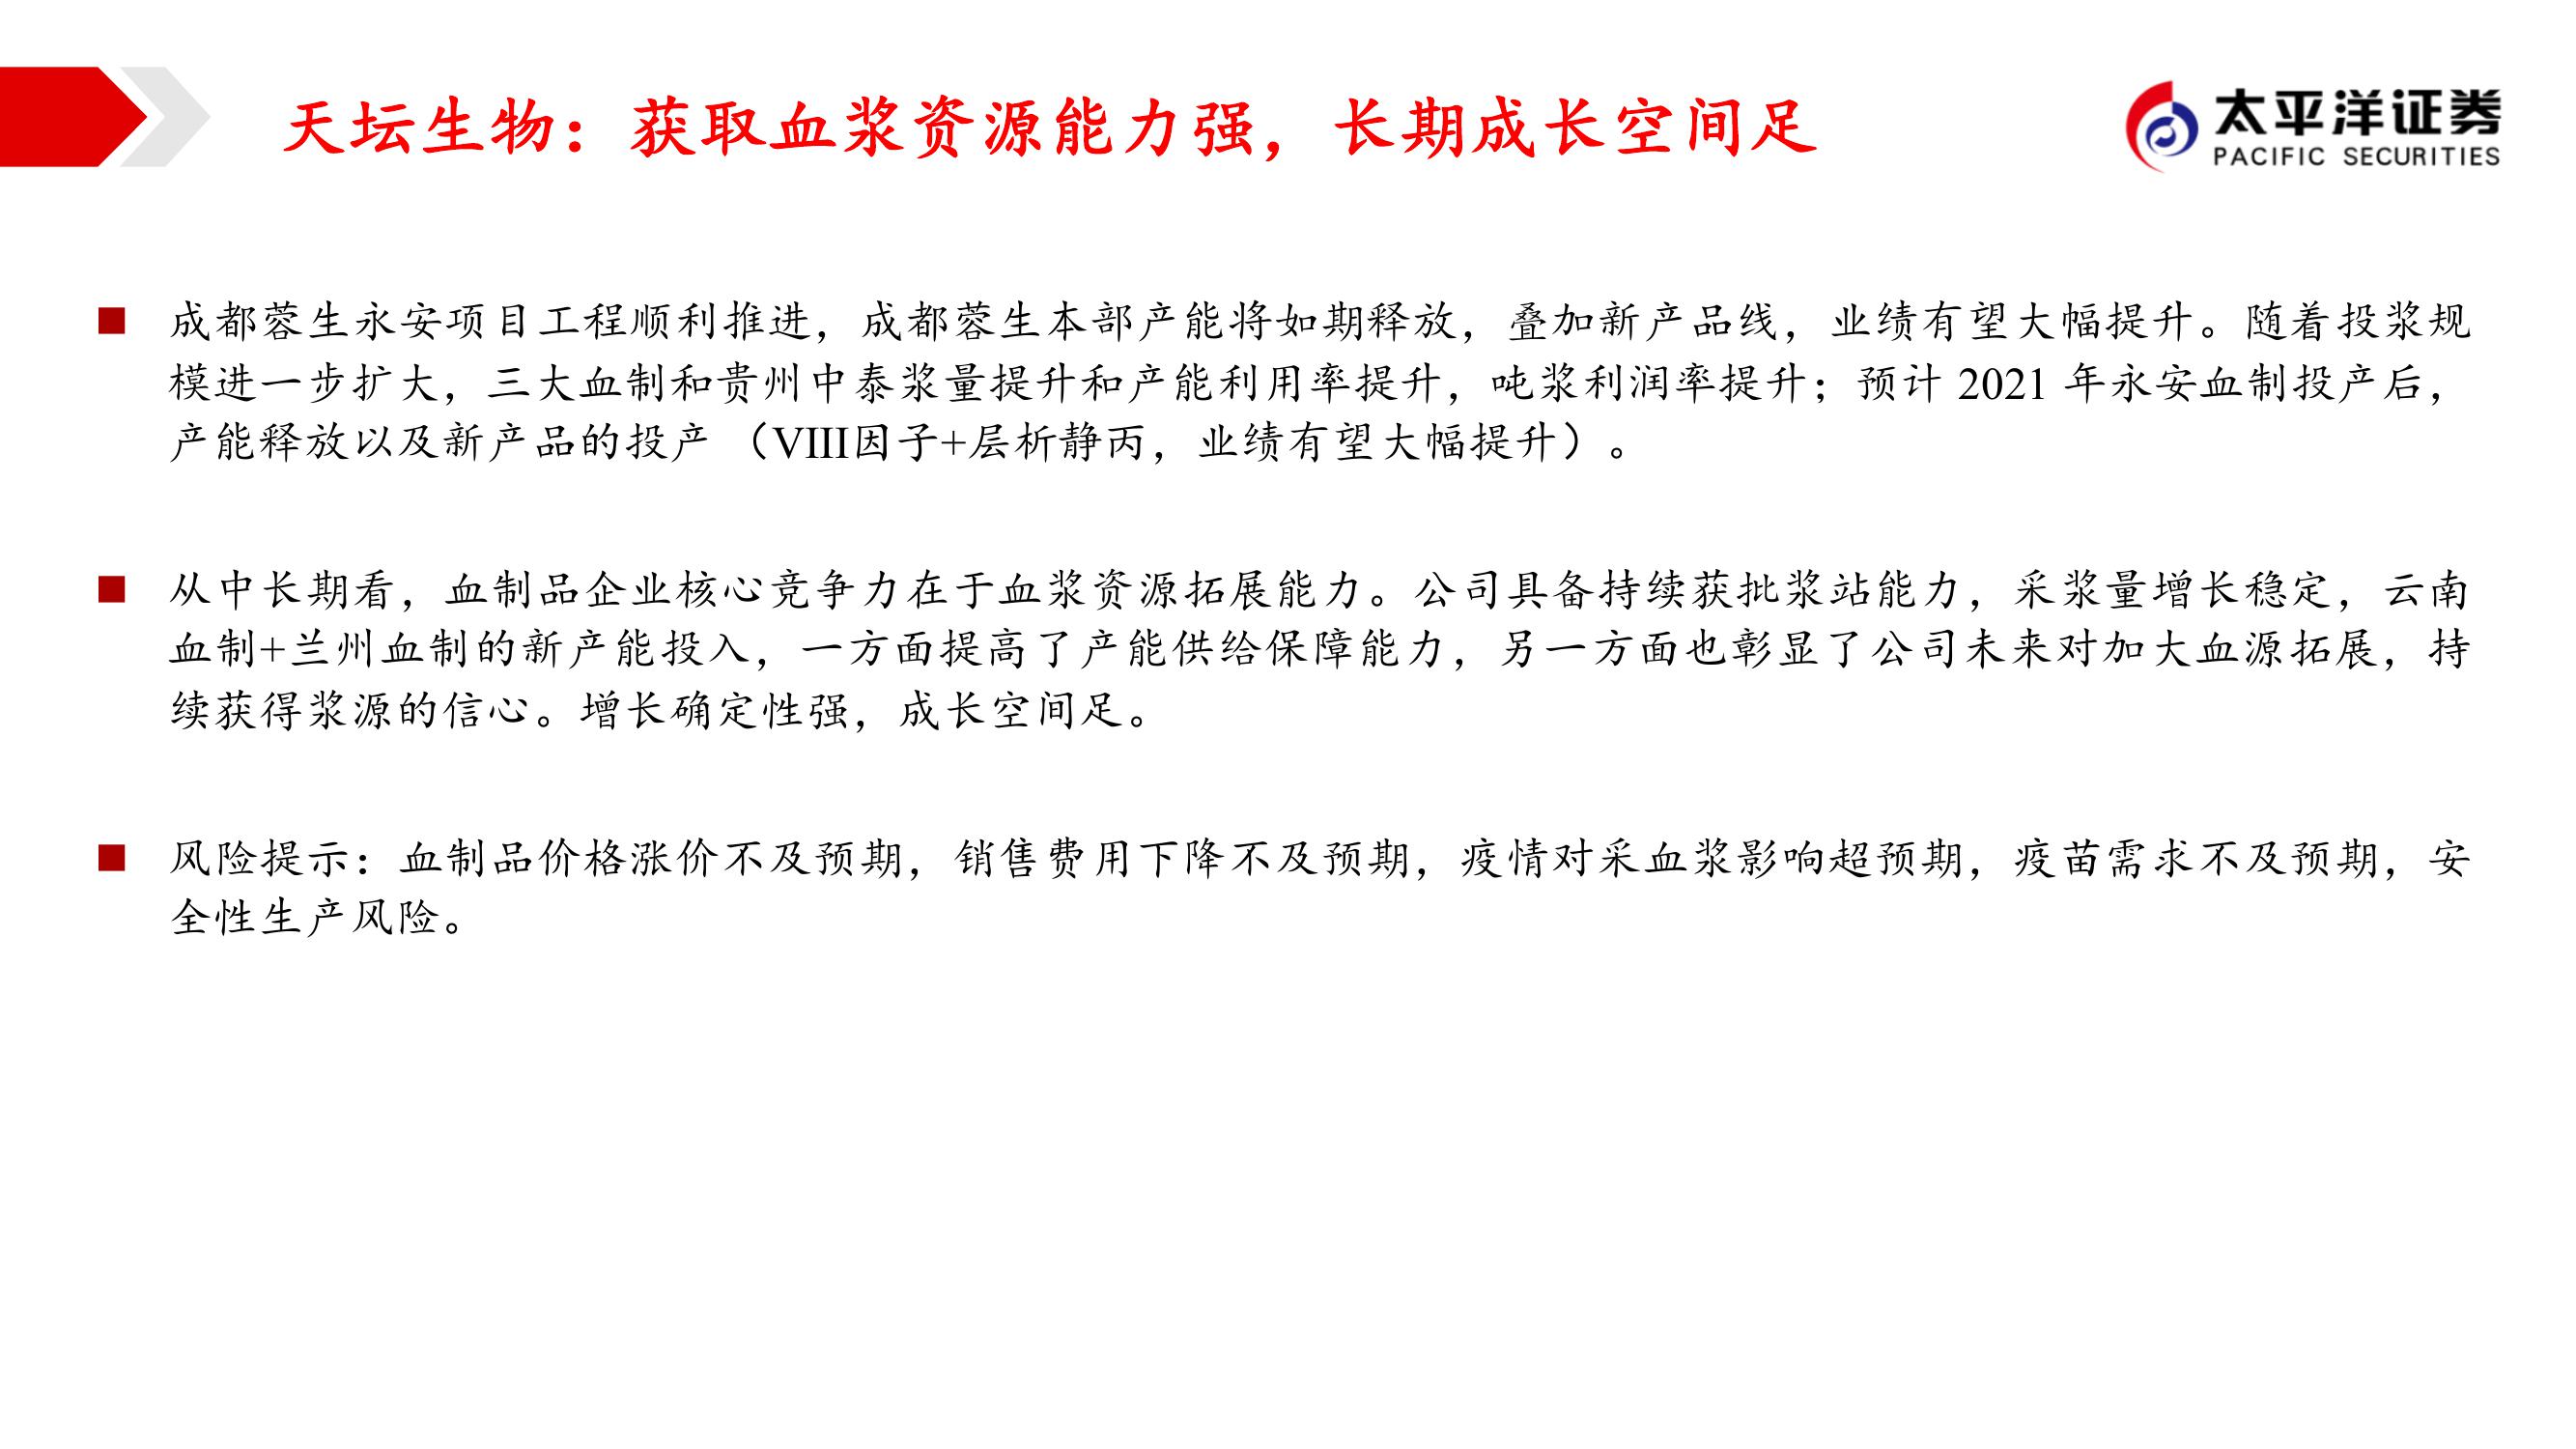 天坛生物：获取血浆资源能力强，长期成长空间足
太平洋证券
PACIFIC SECURITIES
成都蓉生永安项目工程顺利推进，成都蓉生本部产能将如期释放，叠加新产品线，业绩有望大幅提升。随着投浆规
模进一步扩大，三大血制和贵州中泰浆量提升和产能利用率提升，吨浆利润率提升；预计 2021 年永安血制投产后，
产能释放以及新产品的投产 （VIII因子+层析静丙，业绩有望大幅提升）。
从中长期看，血制品企业核心竞争力在于血浆资源拓展能力。公司具备持续获批浆站能力，采浆量增长稳定，云南
血制+兰州血制的新产能投入，一方面提高了产能供给保障能力，另一方面也彰显了公司未来对加大血源拓展，持
续获得浆源的信心。增长确定性强，成长空间足。
风险提示：血制品价格涨价不及预期，销售费用下降不及预期，疫情对采血浆影响超预期，疫苗需求不及预期，安
全性生产风险。